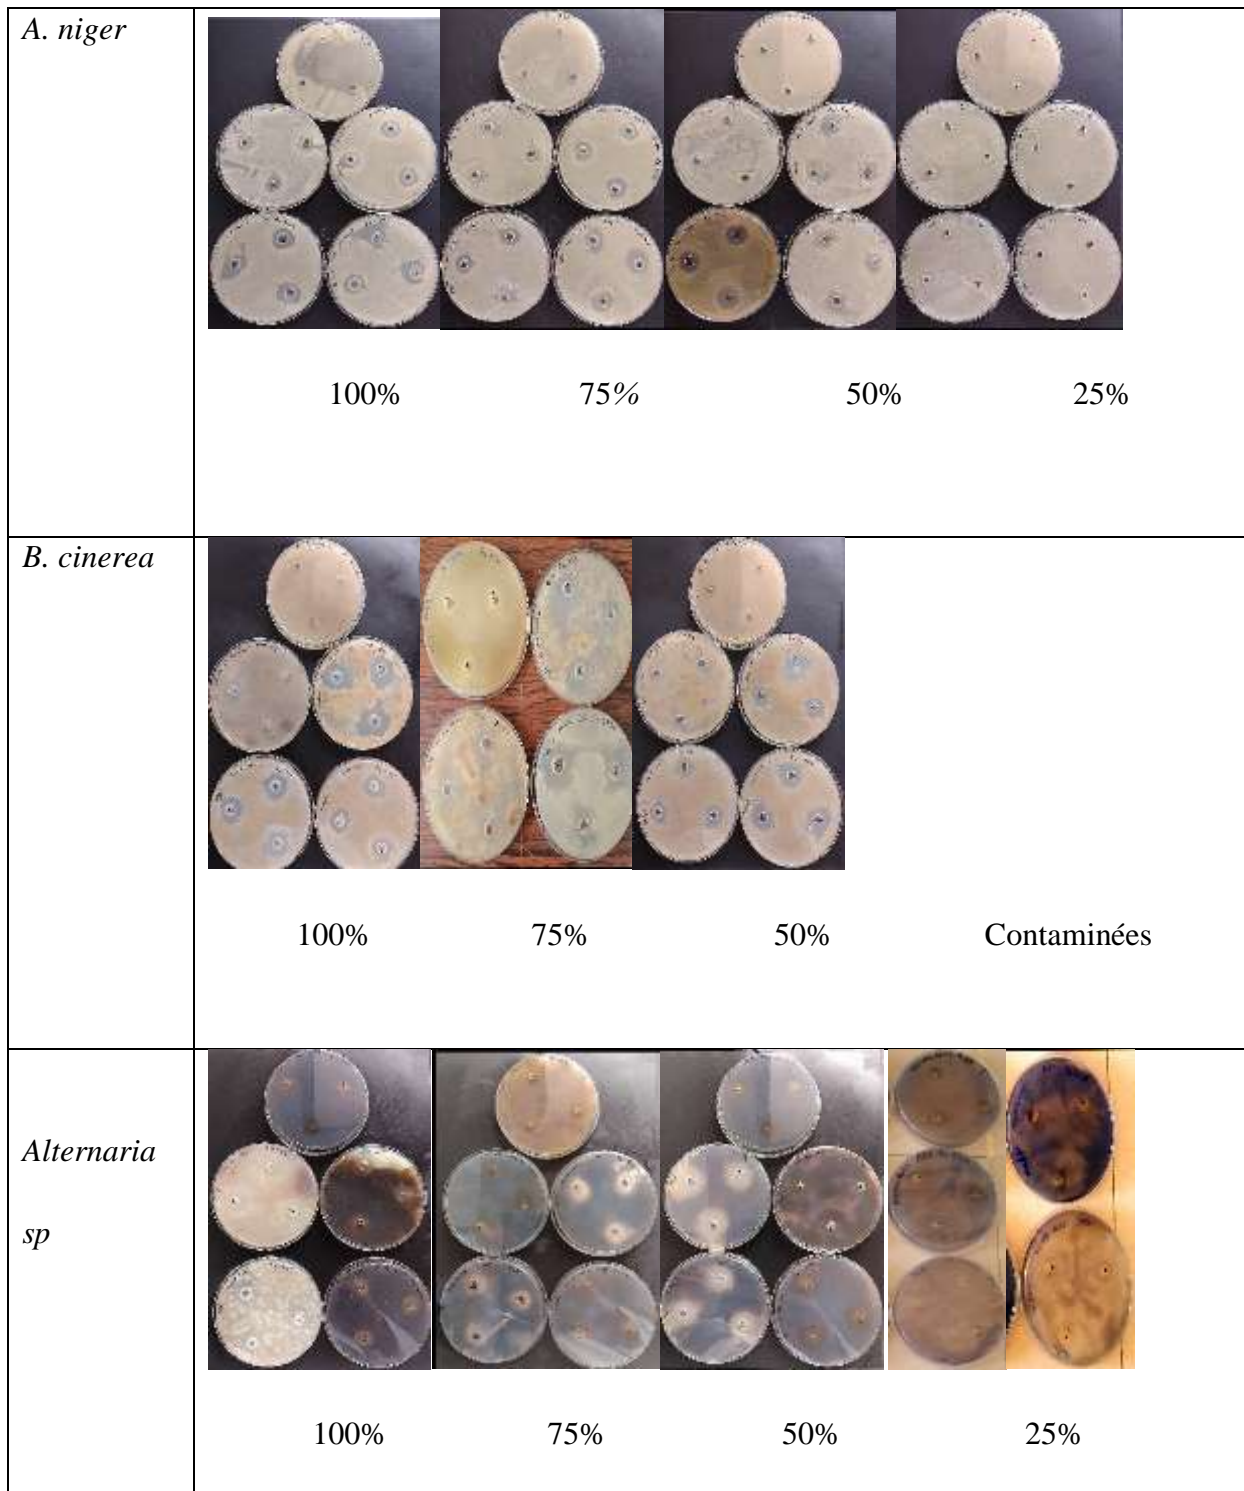 A. niger
100% 75% 50% 25%
B. cinerea
100% 75% 50% Contaminées
Alternaria
sp
100% 75% 50% 25%